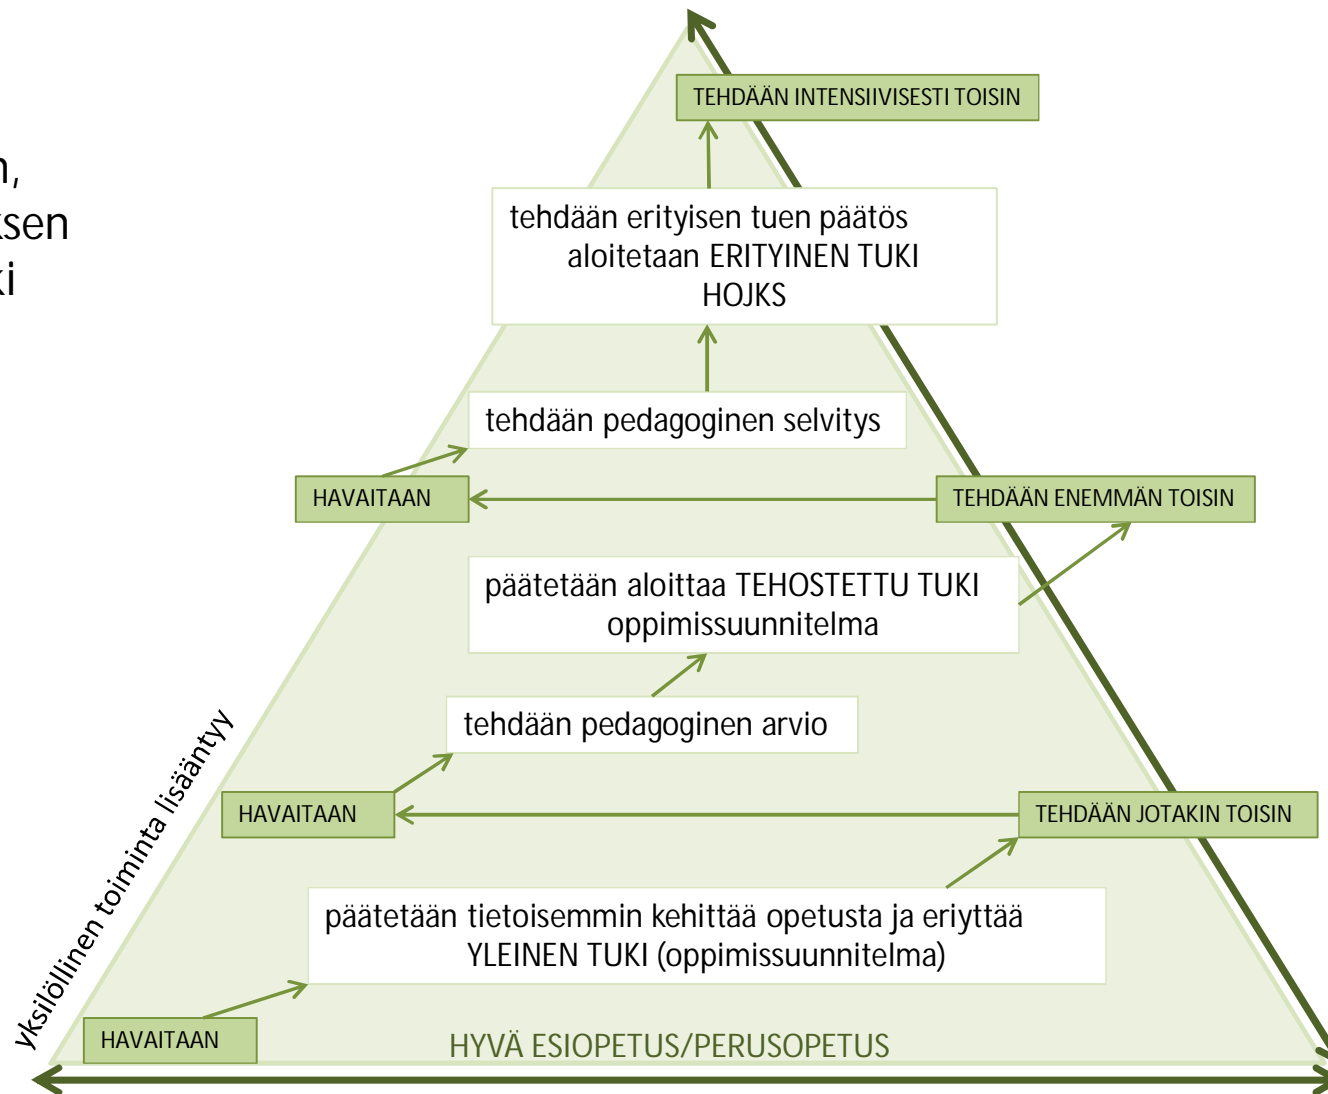 TEHDÄÄN INTENSIIVISESTI TOISIN
tehdään erityisen tuen päätös
aloitetaan ERITYINEN TUKI
HOJKS
tehdään pedagoginen selvitys
HAVAITAAN
TEHDÄÄN ENEMMÄN TOISIN
päätetään aloittaa TEHOSTETTU TUKI
oppimissuunnitelma
tehdään pedagoginen arvio
yksilöllinen toiminta lisääntyy
HAVAITAAN
TEHDÄÄN JOTAKIN TOISIN
päätetään tietoisemmin kehittää opetusta ja eriyttää
YLEINEN TUKI (oppimissuunnitelma)
HAVAITAAN
HYVÄ ESIOPETUS/PERUSOPETUS